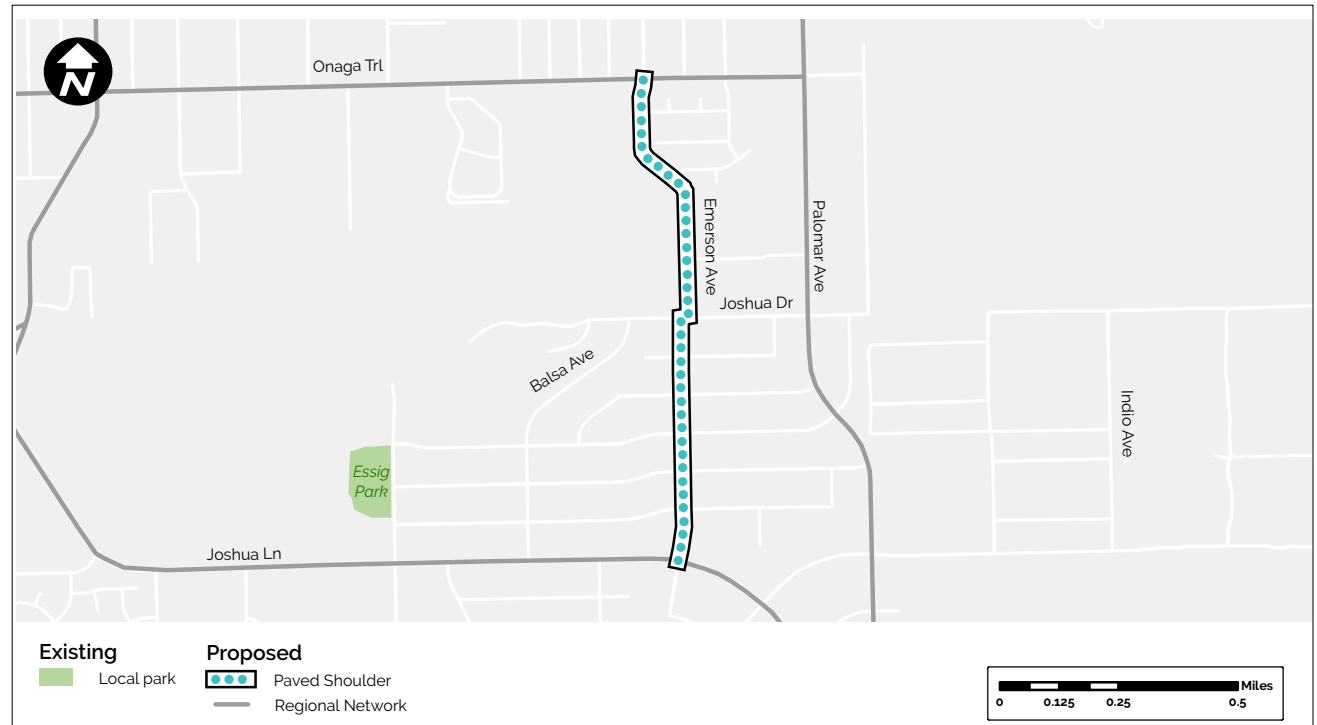 N
Onaga Trl
Emerson Ave
Palomar Ave
Joshua Dr
Balsa Ave
Indio Ave
Essig
Park
Joshua Ln
Existing
Local park
Proposed
Paved Shoulder
Regional Network
Miles
0 0.125 0.25 0.5